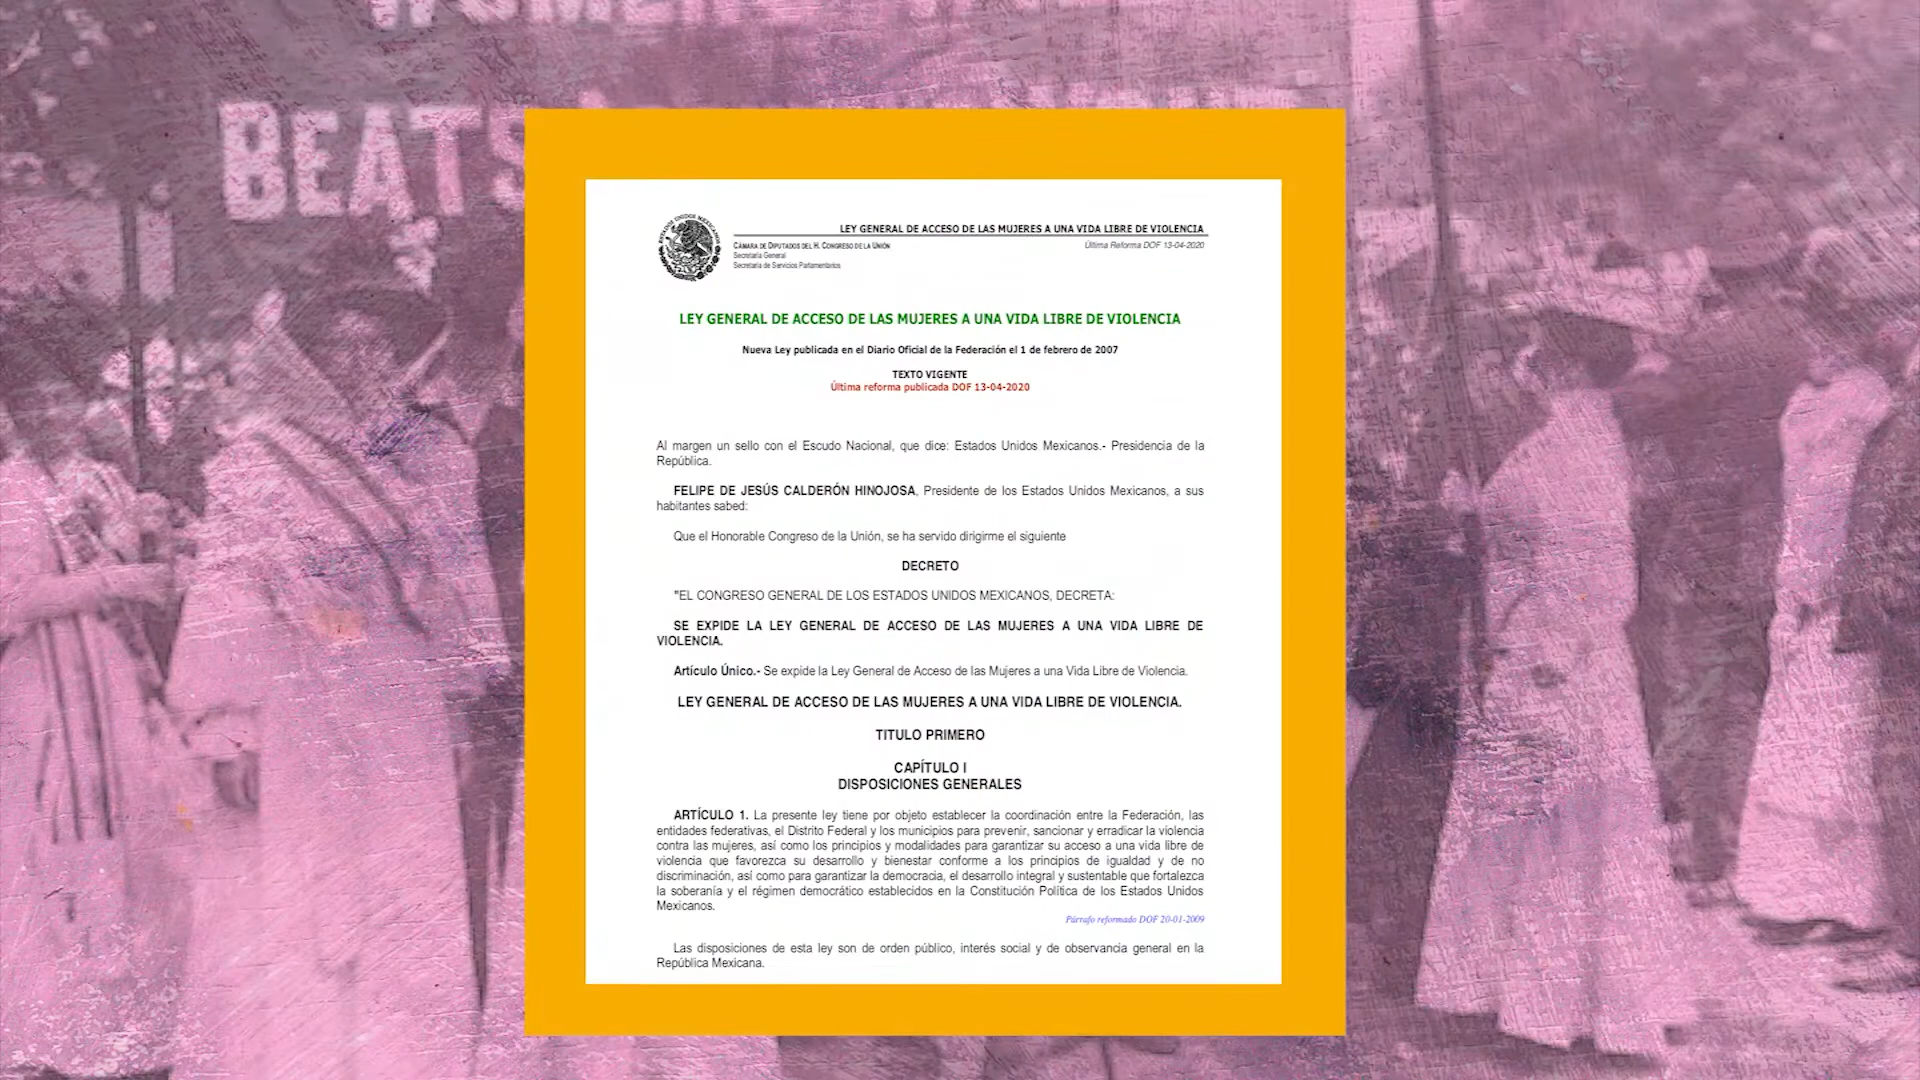 BEATS
ESTADOS UNIDOS MEXICANOS
LEY GENERAL DE ACCESO DE LAS MUJERES A UNA VIDA LIBRE DE VIOLENCIA
CÁMARA DE DIPUTADOS DEL H. CONGRESO DE LA UNIÓN
Última Reforma DOF 13-04-2020
Secretaría General
Secretaría de Servicios Parlamentarios
LEY GENERAL DE ACCESO DE LAS MUJERES A UNA VIDA LIBRE DE VIOLENCIA
Nueva Ley publicada en el Diario Oficial de la Federación el 1 de febrero de 2007
TEXTO VIGENTE
Última reforma publicada DOF 13-04-2020
Al margen un sello con el Escudo Nacional, que dice: Estados Unidos Mexicanos.- Presidencia de la
República.
FELIPE DE JESÚS CALDERÓN HINOJOSA, Presidente de los Estados Unidos Mexicanos, a sus
habitantes sabed:
Que el Honorable Congreso de la Unión, se ha servido dirigirme el siguiente
DECRETO
"EL CONGRESO GENERAL DE LOS ESTADOS UNIDOS MEXICANOS, DECRETA:
SE EXPIDE LA LEY GENERAL DE ACCESO DE LAS MUJERES A UNA VIDA LIBRE DE
VIOLENCIA.
Artículo Único.- Se expide la Ley General de Acceso de las Mujeres a una Vida Libre de Violencia.
LEY GENERAL DE ACCESO DE LAS MUJERES A UNA VIDA LIBRE DE VIOLENCIA.
TITULO PRIMERO
CAPÍTULO I
DISPOSICIONES GENERALES
ARTÍCULO 1. La presente ley tiene por objeto establecer la coordinación entre la Federación, las
entidades federativas, el Distrito Federal y los municipios para prevenir, sancionar y erradicar la violencia
contra las mujeres, así como los principios y modalidades para garantizar su acceso a una vida libre de
violencia que favorezca su desarrollo y bienestar conforme a los principios de igualdad y de no
discriminación, así como para garantizar la democracia, el desarrollo integral y sustentable que fortalezca
la soberanía y el régimen democrático establecidos en la Constitución Política de los Estados Unidos
Mexicanos.
Párrafo reformado DOF 20-01-2009
Las disposiciones de esta ley son de orden público, interés social y de observancia general en la
República Mexicana.